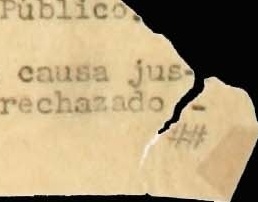 Público.
causa jus-
rechazado -
##